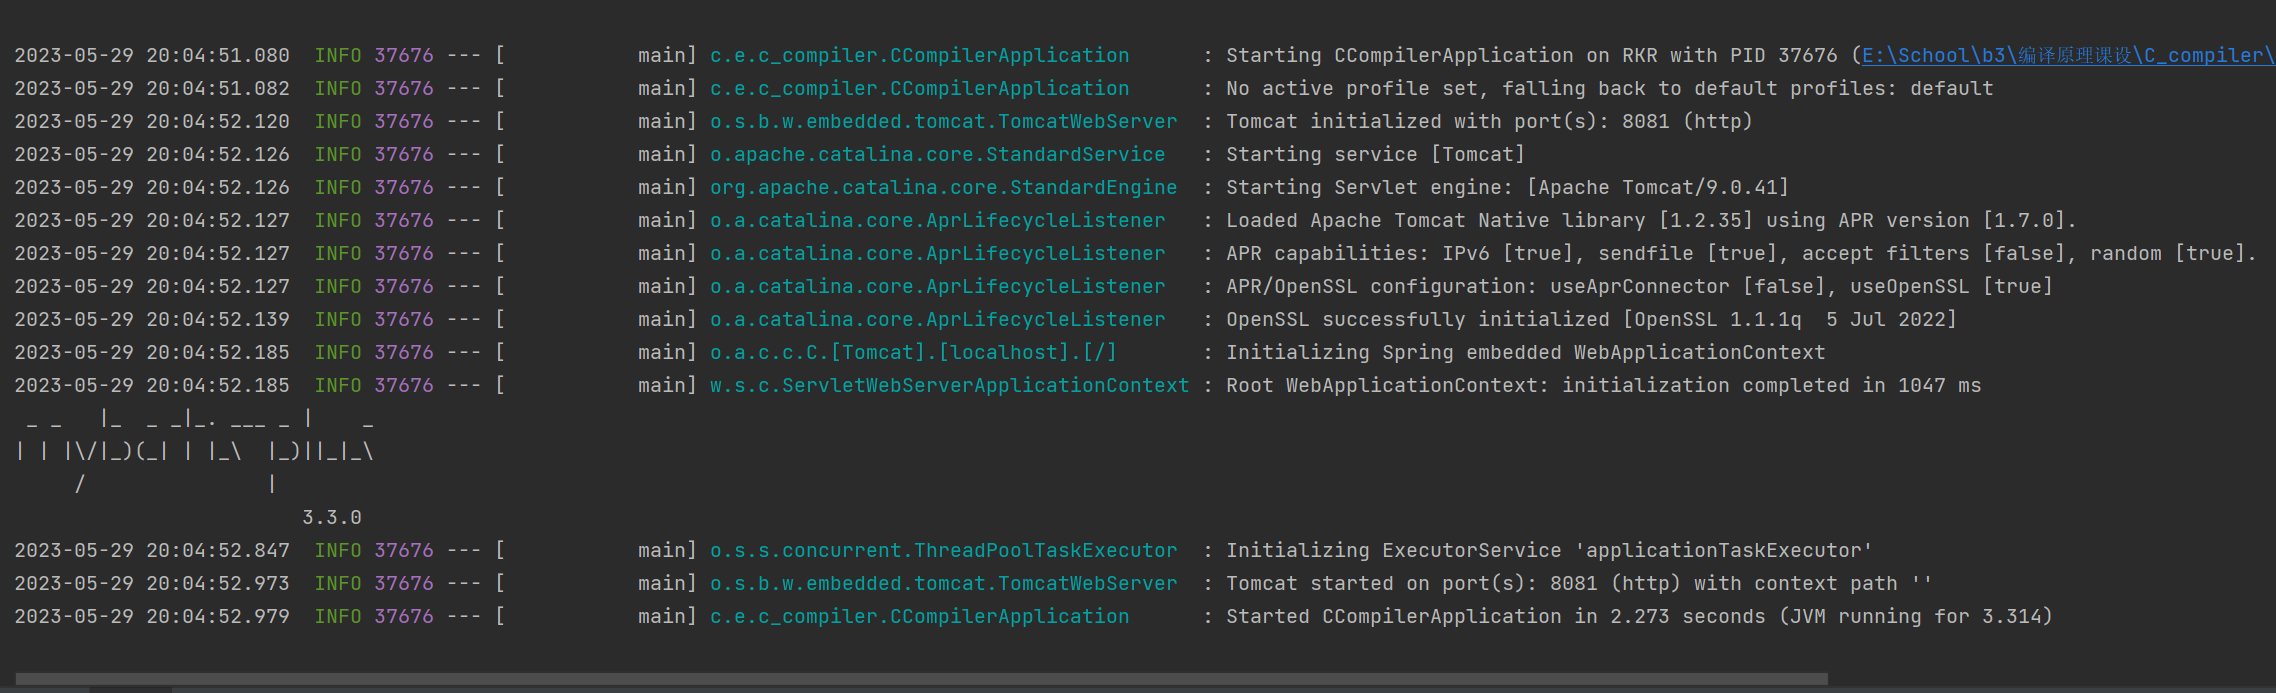 2023-05-29 20:04:51.080  INFO 37676 --- [           main] c.e.c_compiler.CCompilerApplication      : Starting CCompilerApplication on RKR with PID 37676 (E:\School\b3\编译原理课设\C_compiler\
2023-05-29 20:04:51.082  INFO 37676 --- [           main] c.e.c_compiler.CCompilerApplication      : No active profile set, falling back to default profiles: default
2023-05-29 20:04:52.120  INFO 37676 --- [           main] o.s.b.w.embedded.tomcat.TomcatWebServer  : Tomcat initialized with port(s): 8081 (http)
2023-05-29 20:04:52.126  INFO 37676 --- [           main] o.apache.catalina.core.StandardService   : Starting service [Tomcat]
2023-05-29 20:04:52.126  INFO 37676 --- [           main] org.apache.catalina.core.StandardEngine  : Starting Servlet engine: [Apache Tomcat/9.0.41]
2023-05-29 20:04:52.127  INFO 37676 --- [           main] o.a.catalina.core.AprLifecycleListener   : Loaded Apache Tomcat Native library [1.2.35] using APR version [1.7.0].
2023-05-29 20:04:52.127  INFO 37676 --- [           main] o.a.catalina.core.AprLifecycleListener   : APR capabilities: IPv6 [true], sendfile [true], accept filters [false], random [true].
2023-05-29 20:04:52.127  INFO 37676 --- [           main] o.a.catalina.core.AprLifecycleListener   : APR/OpenSSL configuration: useAprConnector [false], useOpenSSL [true]
2023-05-29 20:04:52.139  INFO 37676 --- [           main] o.a.catalina.core.AprLifecycleListener   : OpenSSL successfully initialized [OpenSSL 1.1.1q  5 Jul 2022]
2023-05-29 20:04:52.185  INFO 37676 --- [           main] o.a.c.c.C.[Tomcat].[localhost].[/]       : Initializing Spring embedded WebApplicationContext
2023-05-29 20:04:52.185  INFO 37676 --- [           main] w.s.c.ServletWebServerApplicationContext : Root WebApplicationContext: initialization completed in 1047 ms
 _ _   |_  _ _|_. ___ _ |    _
| | |\/|_)(_| | |_\  |_)||_|_\
     /               |
                        3.3.0
2023-05-29 20:04:52.847  INFO 37676 --- [           main] o.s.s.concurrent.ThreadPoolTaskExecutor  : Initializing ExecutorService 'applicationTaskExecutor'
2023-05-29 20:04:52.973  INFO 37676 --- [           main] o.s.b.w.embedded.tomcat.TomcatWebServer  : Tomcat started on port(s): 8081 (http) with context path ''
2023-05-29 20:04:52.979  INFO 37676 --- [           main] c.e.c_compiler.CCompilerApplication      : Started CCompilerApplication in 2.273 seconds (JVM running for 3.314)